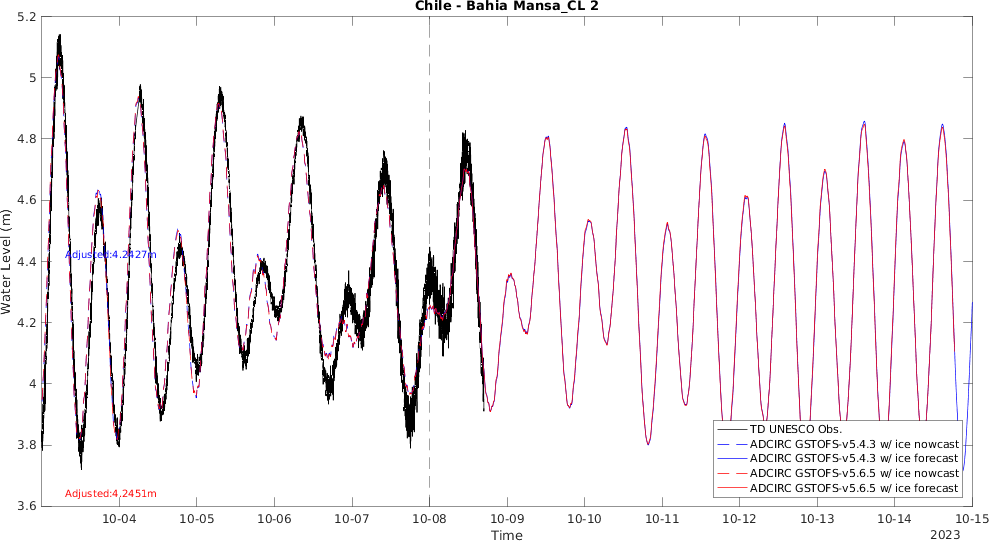 Chile - Bahia Mansa_CL 2
5.2
5
4.8
4.6
4.4
4.2
4
3.8
3.6
Water Level (m)
Adjusted:4.2427m
Adjusted:4.2451m
TD UNESCO Obs.
ADCIRC GSTOFS-v5.4.3 w/ ice nowcast
ADCIRC GSTOFS-v5.4.3 w/ ice forecast
ADCIRC GSTOFS-v5.6.5 w/ ice nowcast
ADCIRC GSTOFS-v5.6.5 w/ ice forecast
10-04 10-05 10-06 10-07 10-08 10-09 10-10 10-11 10-12 10-13 10-14 10-15
Time
2023